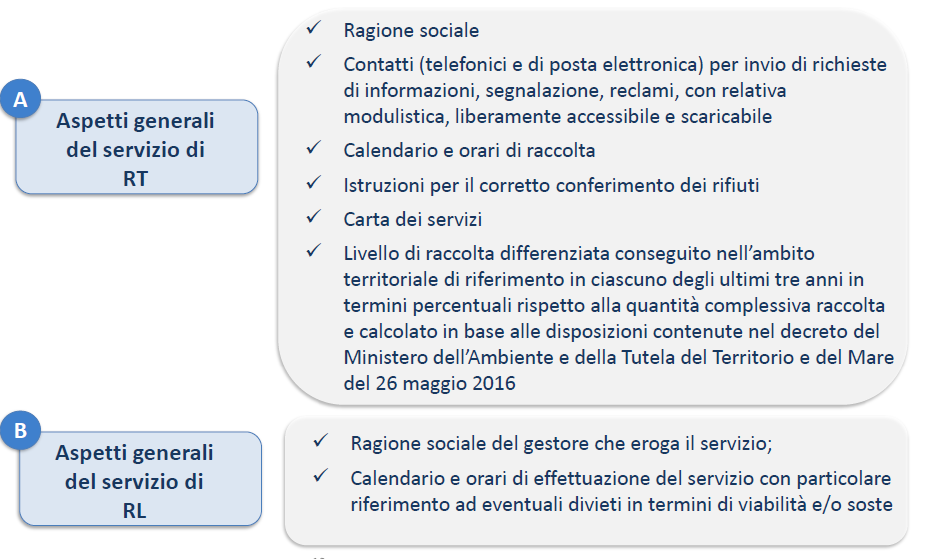 A
Aspetti generali
del servizio di
RT
✓ Ragione sociale
✓ Contatti (telefonici e di posta elettronica) per invio di richieste
di informazioni, segnalazione, reclami, con relativa
modulistica, liberamente accessibile e scaricabile
✓ Calendario e orari di raccolta
✓ Istruzioni per il corretto conferimento dei rifiuti
✓ Carta dei servizi
✓ Livello di raccolta differenziata conseguito nell’ambito
territoriale di riferimento in ciascuno degli ultimi tre anni in
termini percentuali rispetto alla quantità complessiva raccolta
e calcolato in base alle disposizioni contenute nel decreto del
Ministero dell’Ambiente e della Tutela del Territorio e del Mare
del 26 maggio 2016
B
Aspetti generali
del servizio di
RL
✓ Ragione sociale del gestore che eroga il servizio;
✓ Calendario e orari di effettuazione del servizio con particolare
riferimento ad eventuali divieti in termini di viabilità e/o soste